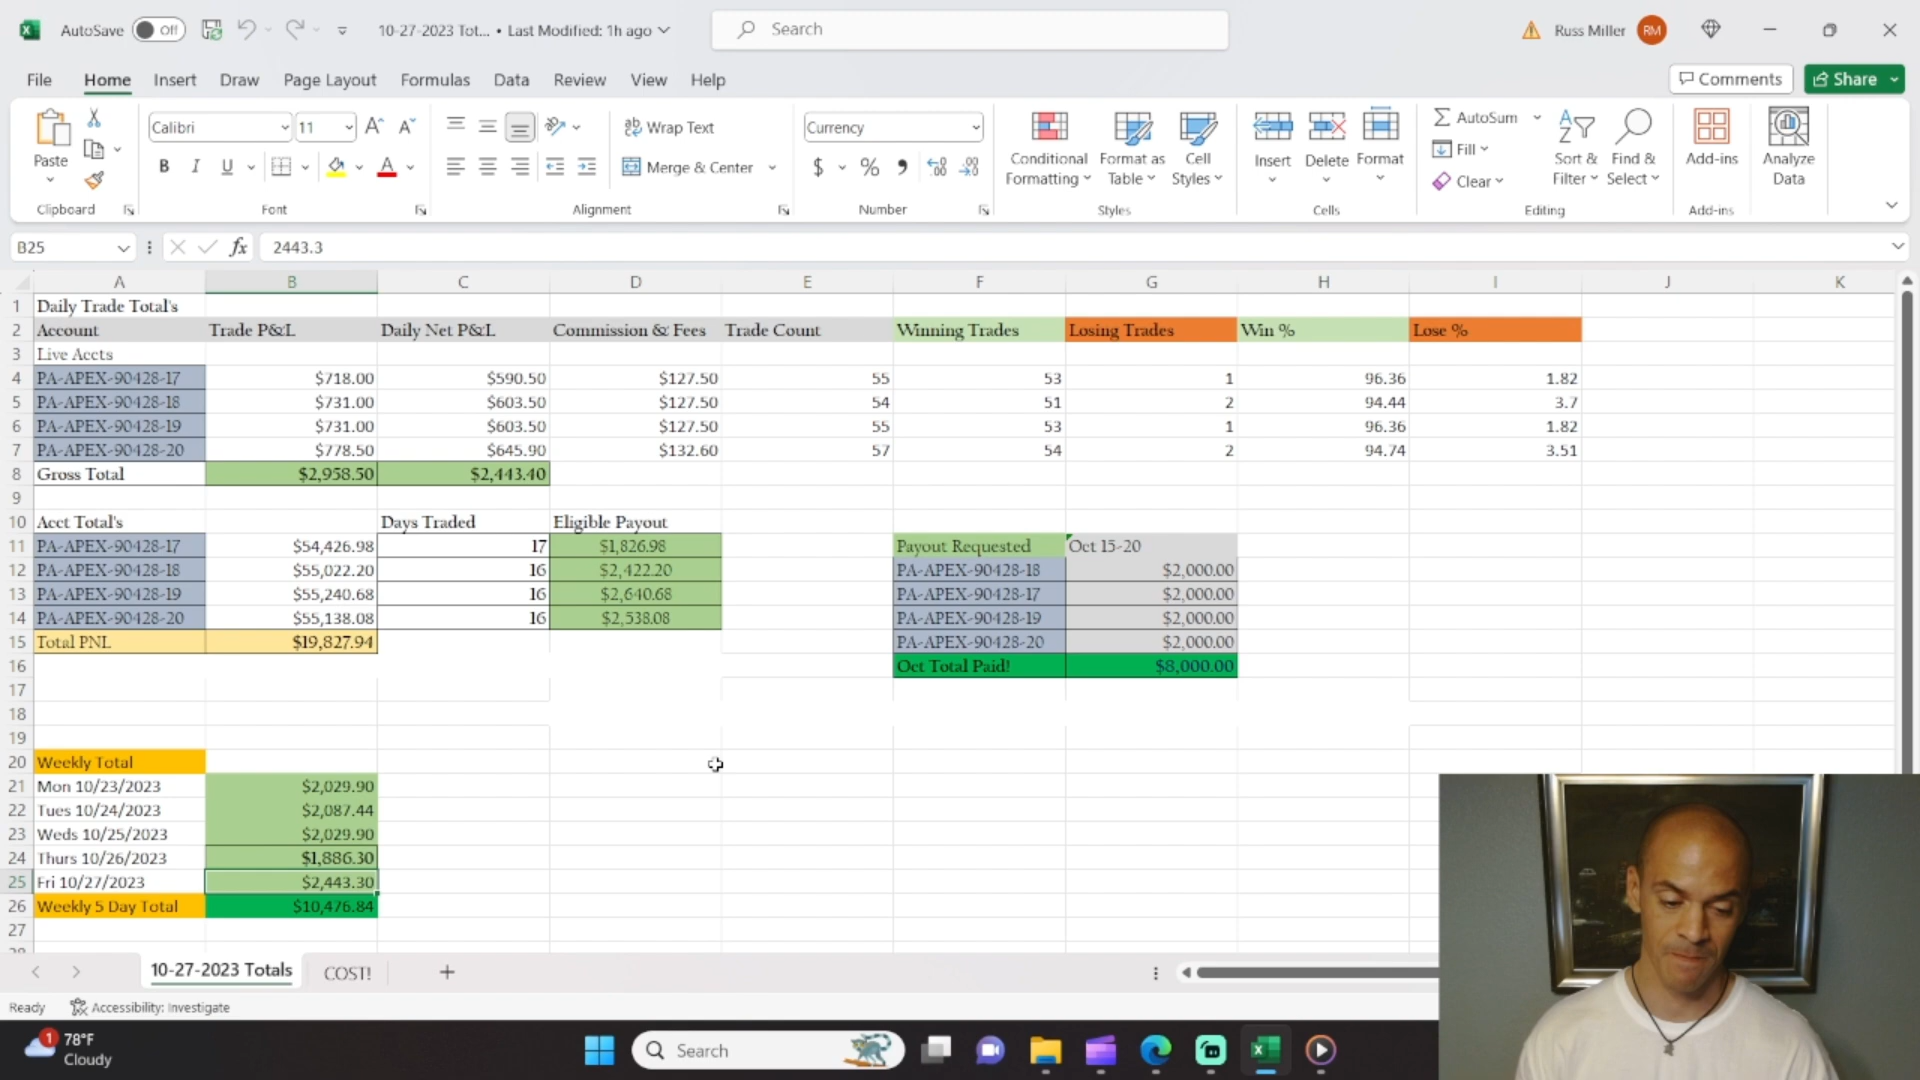 AutoSave Off 10-27-2023 Tot... • Last Modified: 1h ago Search Russ Miller RM
File Home Insert Draw Page Layout Formulas Data Review View Help Comments Share
Paste Calibri 11 Wrap Text Currency Conditional Formatting Format as Table Cell Styles Insert Delete Format AutoSum Sort & Filter Find & Select Add-ins Analyze Data
B I U Merge & Center $ % Fill
Clear
Clipboard Font Alignment Number Styles Cells Editing Add-ins
B25 fx 2443.3
A B C D E F G H I J K
1 Daily Trade Total's
2 Account Trade P&L Daily Net P&L Commission & Fees Trade Count Winning Trades Losing Trades Win % Lose %
3 Live Accts
4 PA-APEX-90428-17 $718.00 $590.50 $127.50 55 53 1 96.36 1.82
5 PA-APEX-90428-18 $731.00 $603.50 $127.50 54 51 2 94.44 3.7
6 PA-APEX-90428-19 $731.00 $603.50 $127.50 55 53 1 96.36 1.82
7 PA-APEX-90428-20 $778.50 $645.90 $132.60 57 54 2 94.74 3.51
8 Gross Total $2,958.50 $2,443.40
9
10 Acct Total's Days Traded Eligible Payout
11 PA-APEX-90428-17 $54,426.98 17 $1,826.98 Payout Requested Oct 15-20
12 PA-APEX-90428-18 $55,022.20 16 $2,422.20 PA-APEX-90428-18 $2,000.00
13 PA-APEX-90428-19 $55,240.68 16 $2,640.68 PA-APEX-90428-17 $2,000.00
14 PA-APEX-90428-20 $55,138.08 16 $2,538.08 PA-APEX-90428-19 $2,000.00
15 Total PNL $19,827.94 PA-APEX-90428-20 $2,000.00
16 Oct Total Paid! $8,000.00
17
18
19
20 Weekly Total
21 Mon 10/23/2023 $2,029.90
22 Tues 10/24/2023 $2,087.44
23 Weds 10/25/2023 $2,029.90
24 Thurs 10/26/2023 $1,886.30
25 Fri 10/27/2023 $2,443.30
26 Weekly 5 Day Total $10,476.84
27
10-27-2023 Totals COST!
Ready Accessibility: Investigate
1 78°F
Cloudy
Search